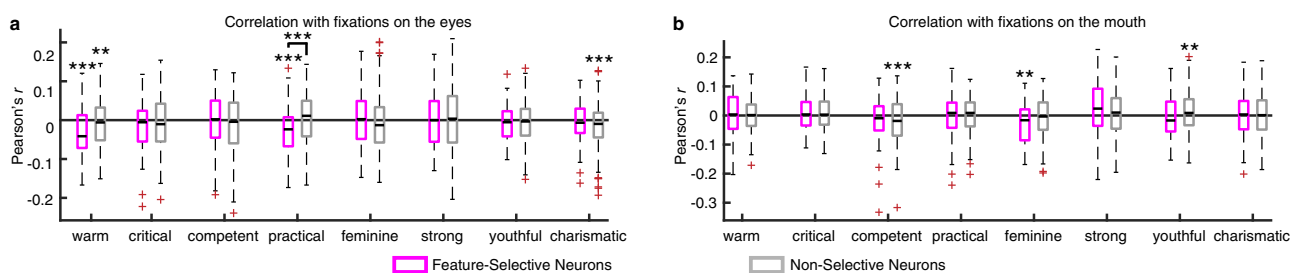 a
Correlation with fixations on the eyes
*** ** *** *** ***
Pearson's r
0.2
0.1
0
-0.1
-0.2
warm critical competent practical feminine strong youthful charismatic
b
Correlation with fixations on the mouth
*** ** **
Pearson's r
0.2
0.1
0
-0.1
-0.2
-0.3
warm critical competent practical feminine strong youthful charismatic
Feature-Selective Neurons
Non-Selective Neurons